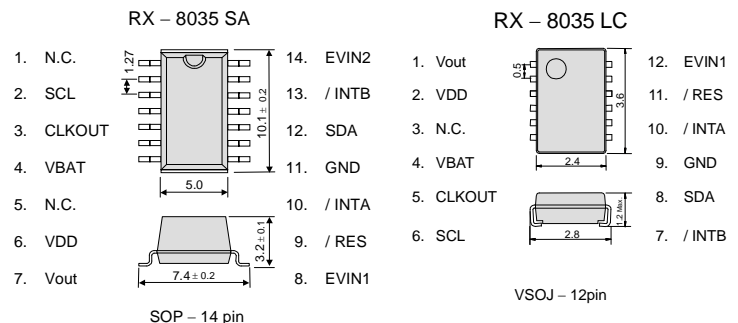 RX – 8035 SA
1. N.C.
2. SCL
3. CLKOUT
4. VBAT
5. N.C.
6. VDD
7. Vout
1.27
10.1 ± 0.2
5.0
14. EVIN2
13. / INTB
12. SDA
11. GND
10. / INTA
9. / RES
8. EVIN1
3.2 ± 0.1
7.4 ± 0.2
SOP – 14 pin
RX – 8035 LC
1. Vout
2. VDD
3. N.C.
4. VBAT
5. CLKOUT
6. SCL
0.5
3.6
2.4
12. EVIN1
11. / RES
10. / INTA
9. GND
8. SDA
7. / INTB
1.2 Max.
2.8
VSOJ – 12pin